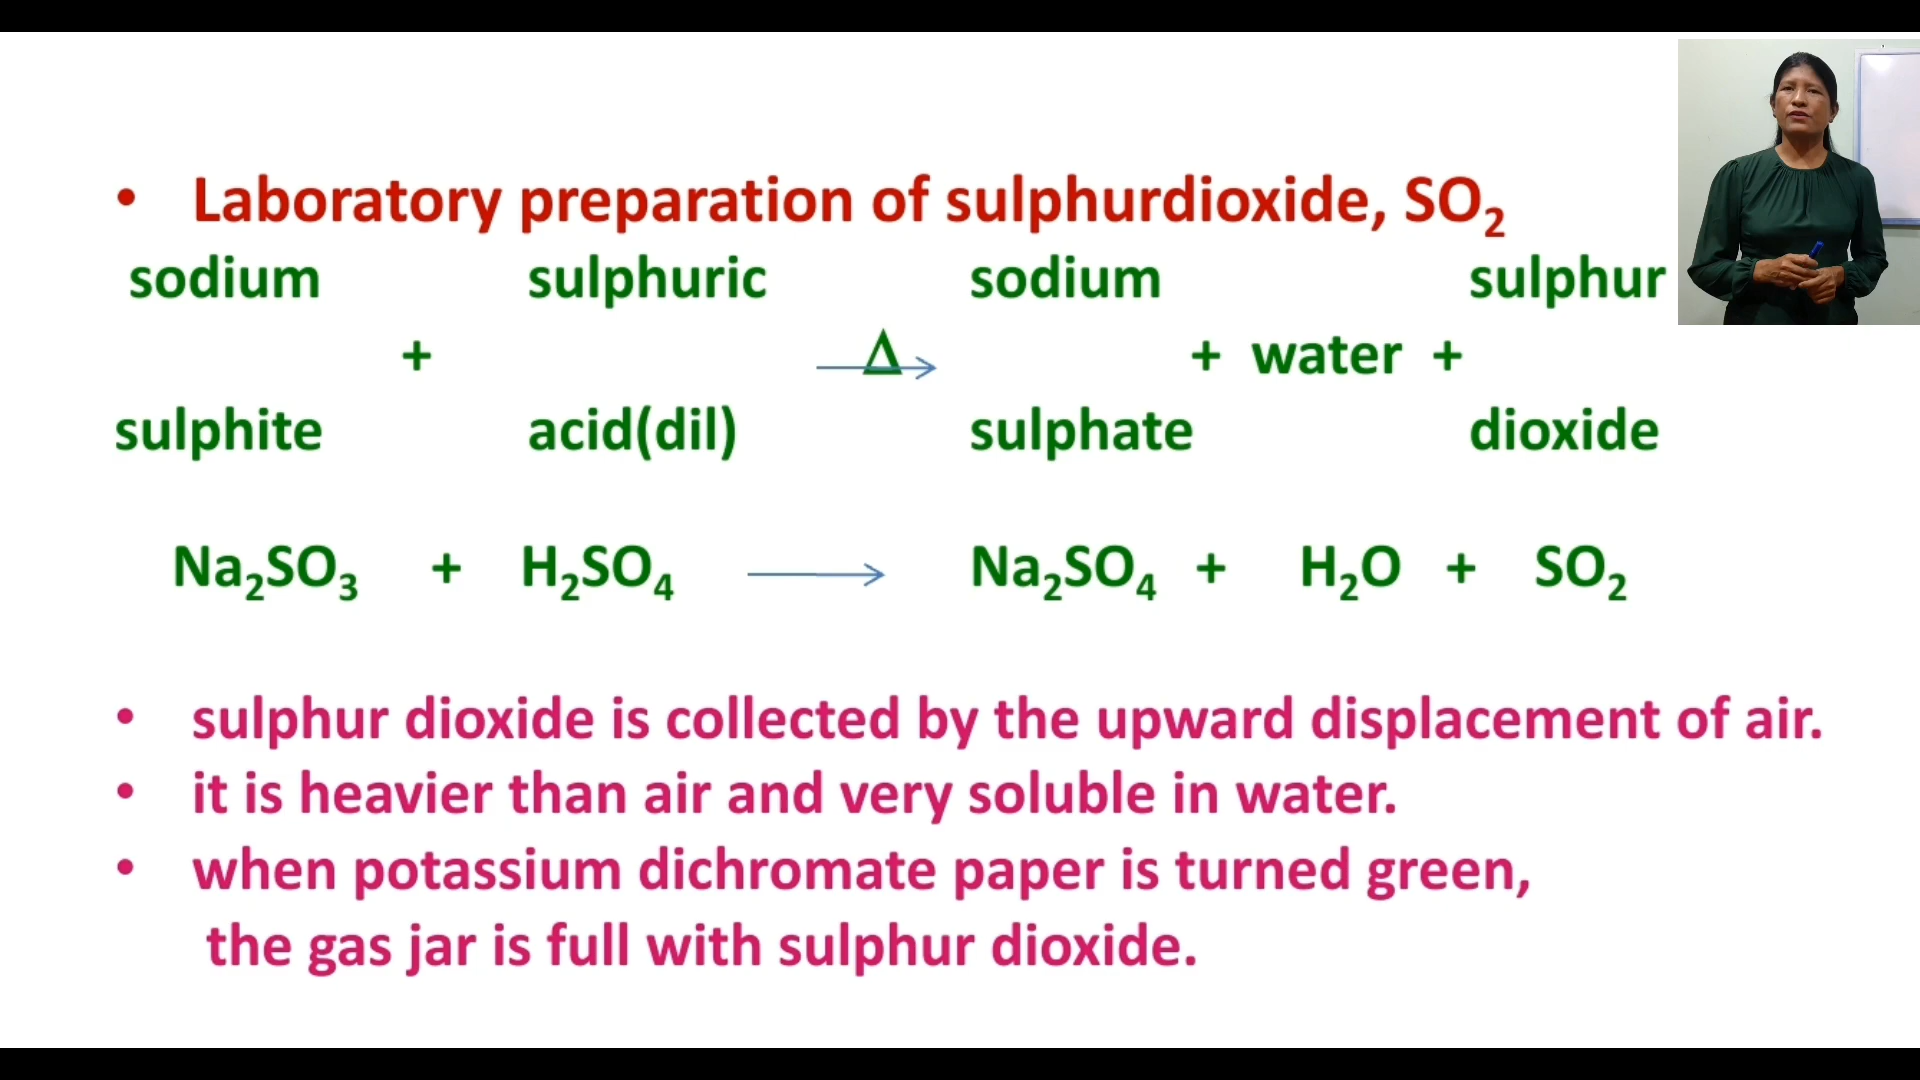 • Laboratory preparation of sulphurdioxide, SO₂
sodium sulphuric sodium sulphur
+ Δ → + water +
sulphite acid(dil) sulphate dioxide
Na₂SO₃ + H₂SO₄ → Na₂SO₄ + H₂O + SO₂
• sulphur dioxide is collected by the upward displacement of air.
• it is heavier than air and very soluble in water.
• when potassium dichromate paper is turned green,
the gas jar is full with sulphur dioxide.